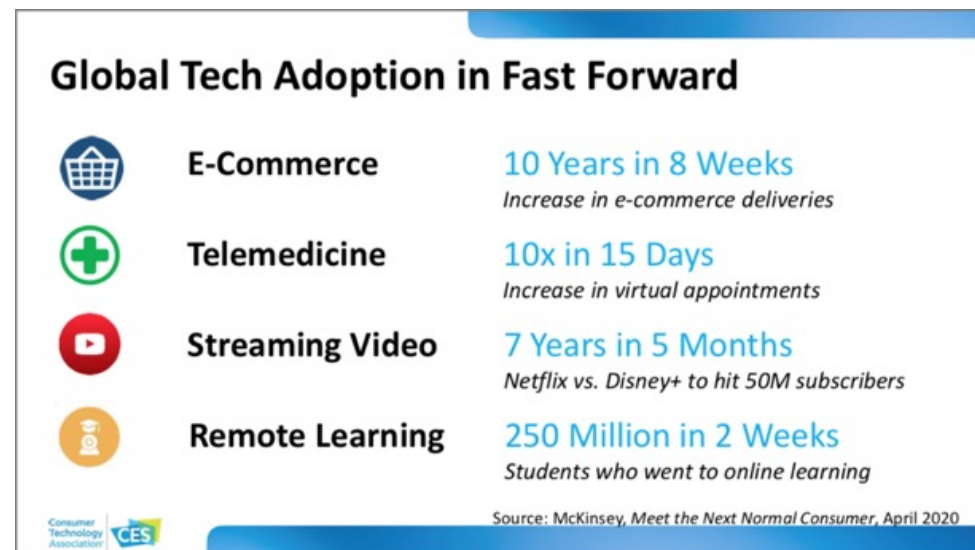 Global Tech Adoption in Fast Forward
E-Commerce
10 Years in 8 Weeks
Increase in e-commerce deliveries
Telemedicine
10x in 15 Days
Increase in virtual appointments
Streaming Video
7 Years in 5 Months
Netflix vs. Disney+ to hit 50M subscribers
Remote Learning
250 Million in 2 Weeks
Students who went to online learning
Source: McKinsey, Meet the Next Normal Consumer, April 2020
Consumer
Technology
Association
CES